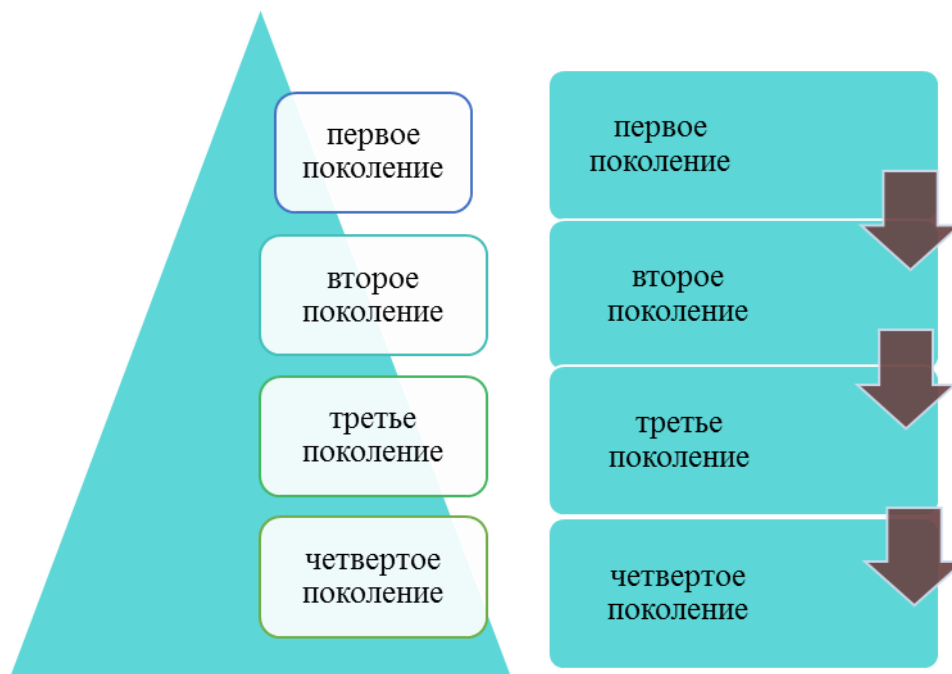 первое
поколение
второе
поколение
третье
поколение
четвертое
поколение
первое
поколение
второе
поколение
третье
поколение
четвертое
поколение